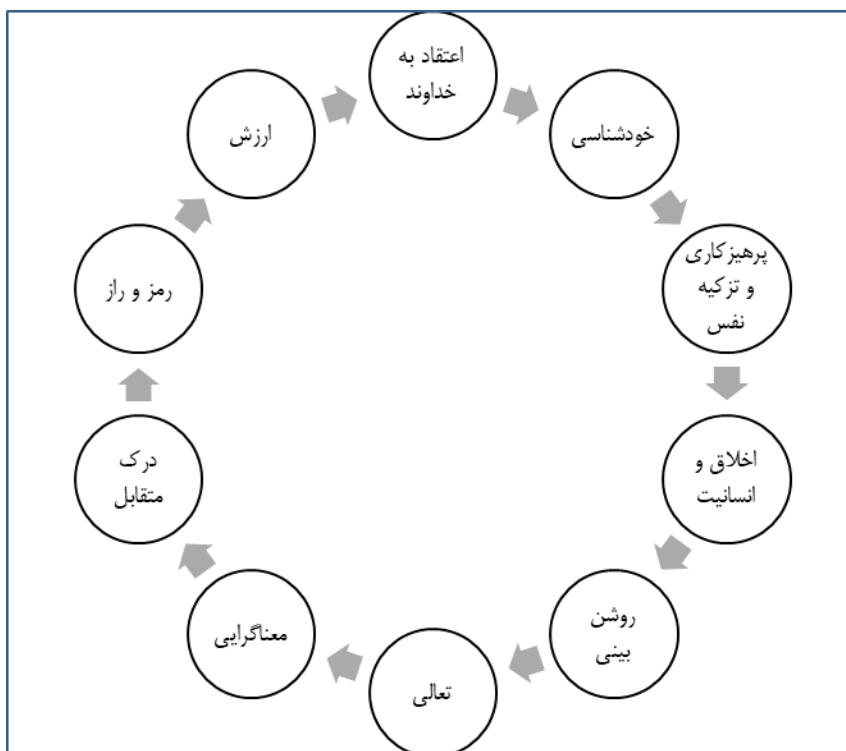 اعتقاد به
خداوند
خودشناسی
پرهیزکاری
و تزکیه
نفس
اخلاق و
انسانیت
روشن
بینی
تعالی
معناگرایی
درک
متقابل
رمز و راز
ارزش